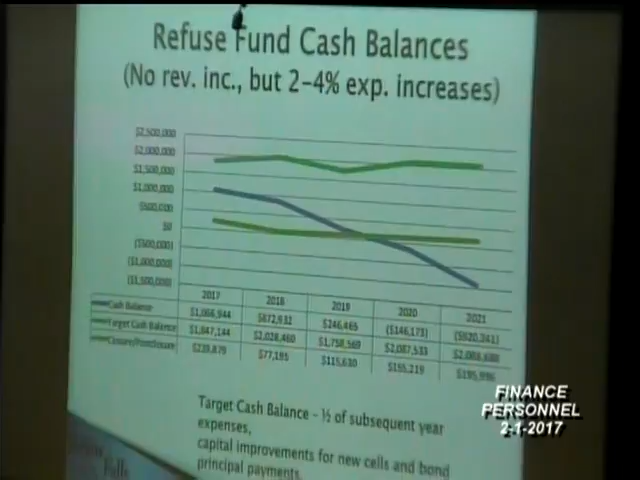 Refuse Fund Cash Balances
(No rev. inc., but 2-4% exp. increases)
$2,500,000
$2,000,000
$1,500,000
$1,000,000
$500,000
$0
($500,000)
($1,000,000)
($1,500,000)
2017 2018 2019 2020 2021
Cash Balance $672,932 $246,465 ($146,173)
Target Cash Balance $1,847,144 $2,028,460 $1,758,569 $2,087,533
Closure/Postclosure $239,879 $77,195 $115,630 $155,219 $195,996
Target Cash Balance - ½ of subsequent year
expenses,
capital improvements for new cells and bond
principal payments.
Falls
FINANCE
PERSONNEL
2-1-2017